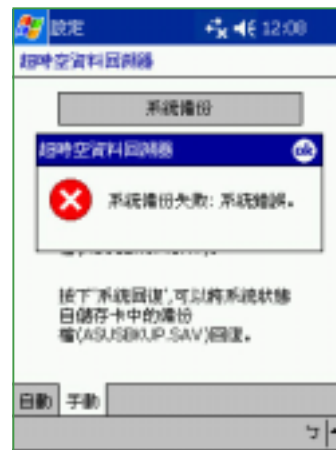 設定 12:08
超時空資料回溯器
系統備份
超時空資料回溯器 ok
系統備份失敗: 系統錯誤。
按下'系統回復',可以將系統狀態
自儲存卡中的備份
檔(ASUSBKUP.SAV)回復。
自動 手動
ㄅ